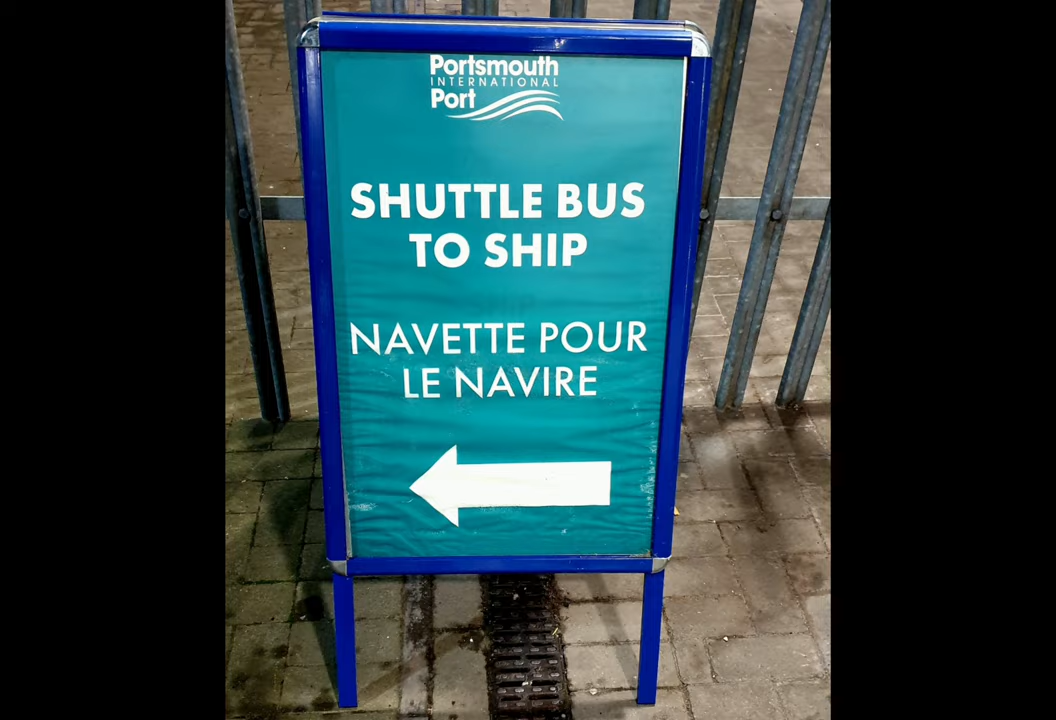 Portsmouth
INTERNATIONAL
Port
SHUTTLE BUS
TO SHIP
NAVETTE POUR
LE NAVIRE